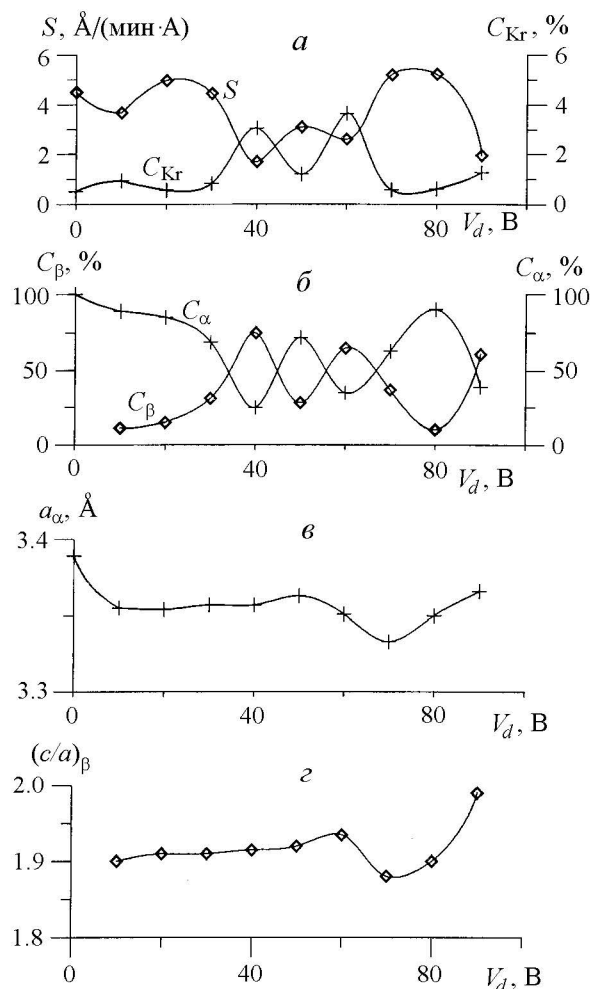 S, Å/(мин·А) а C_Kr, %
6 6
4 S 4
2 C_Kr 2
0 0
0 40 80 V_d, В
C_β, % б C_α, %
100 C_α 100
50 50
C_β
0 0
0 40 80 V_d, В
a_α, Å в
3.4
3.3
0 40 80 V_d, В
(c/a)_β г
2.0
1.9
1.8
0 40 80 V_d, В